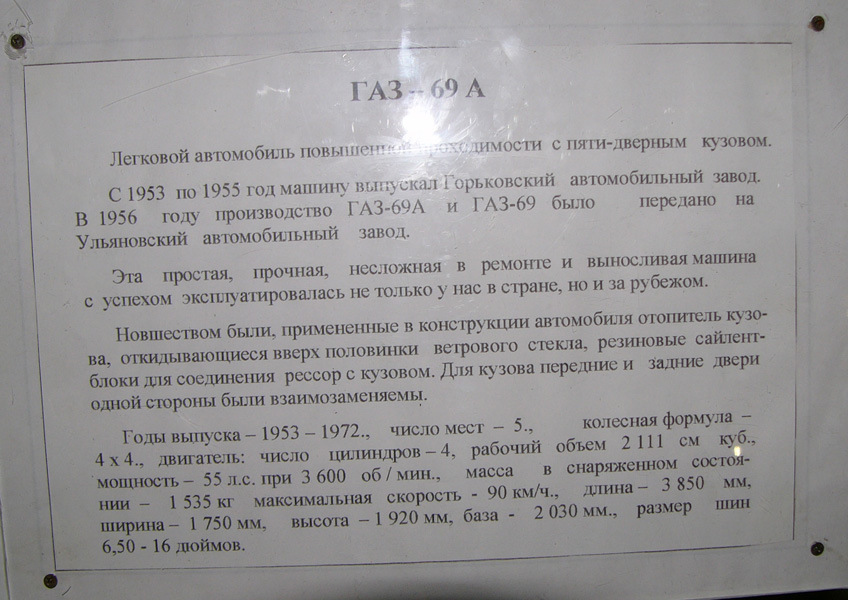 ГАЗ – 69 А
Легковой автомобиль повышенной проходимости с пяти-дверным кузовом.
С 1953 по 1955 год машину выпускал Горьковский автомобильный завод.
В 1956 году производство ГАЗ-69А и ГАЗ-69 было передано на
Ульяновский автомобильный завод.
Эта простая, прочная, несложная в ремонте и выносливая машина
с успехом эксплуатировалась не только у нас в стране, но и за рубежом.
Новшеством были, примененные в конструкции автомобиля отопитель кузо-
ва, откидывающиеся вверх половинки ветрового стекла, резиновые сайлент-
блоки для соединения рессор с кузовом. Для кузова передние и задние двери
одной стороны были взаимозаменяемы.
Годы выпуска – 1953 – 1972., число мест – 5., колесная формула –
4 х 4., двигатель: число цилиндров – 4, рабочий объем 2 111 см куб.,
мощность – 55 л.с. при 3 600 об / мин., масса в снаряженном состоя-
нии – 1 535 кг максимальная скорость - 90 км/ч., длина – 3 850 мм,
ширина – 1 750 мм, высота – 1 920 мм, база - 2 030 мм., размер шин
6,50 - 16 дюймов.